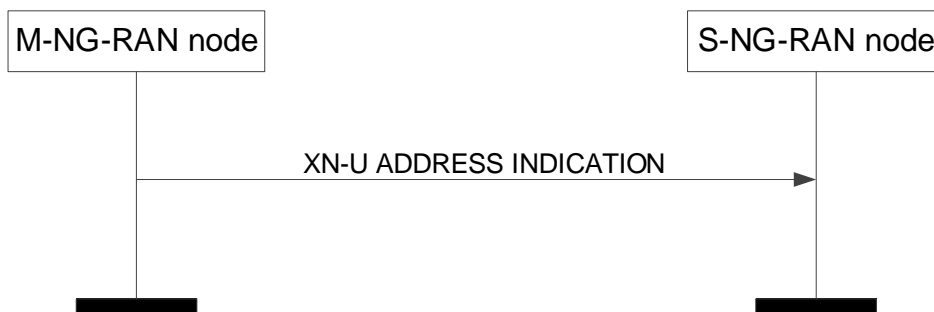 M-NG-RAN node
S-NG-RAN node
XN-U ADDRESS INDICATION